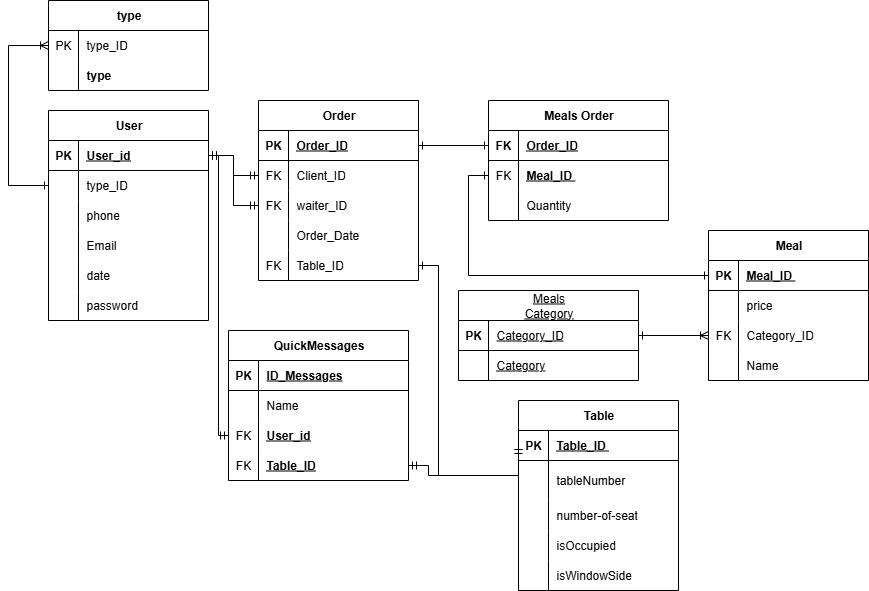 type
PK type_ID
type
User
PK User_id
type_ID
phone
Email
date
password
Order
PK Order_ID
FK Client_ID
FK waiter_ID
Order_Date
FK Table_ID
Meals Order
FK Order_ID
FK Meal_ID
Quantity
Meal
PK Meal_ID
price
FK Category_ID
Name
Meals
Category
PK Category_ID
Category
QuickMessages
PK ID_Messages
Name
FK User_id
FK Table_ID
Table
PK Table_ID
tableNumber
number-of-seat
isOccupied
isWindowSide